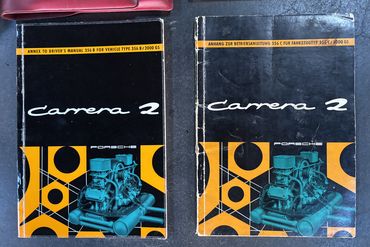 ANNEX TO DRIVER'S MANUAL 356 B FOR VEHICLE TYPE 356 B / 2000 GS
Carrera 2
PORSCHE
ANHANG ZUR BETRIEBSANLEITUNG 356 C FÜR FAHRZEUGTYP 356 C / 2000 GS
Carrera 2
PORSCHE